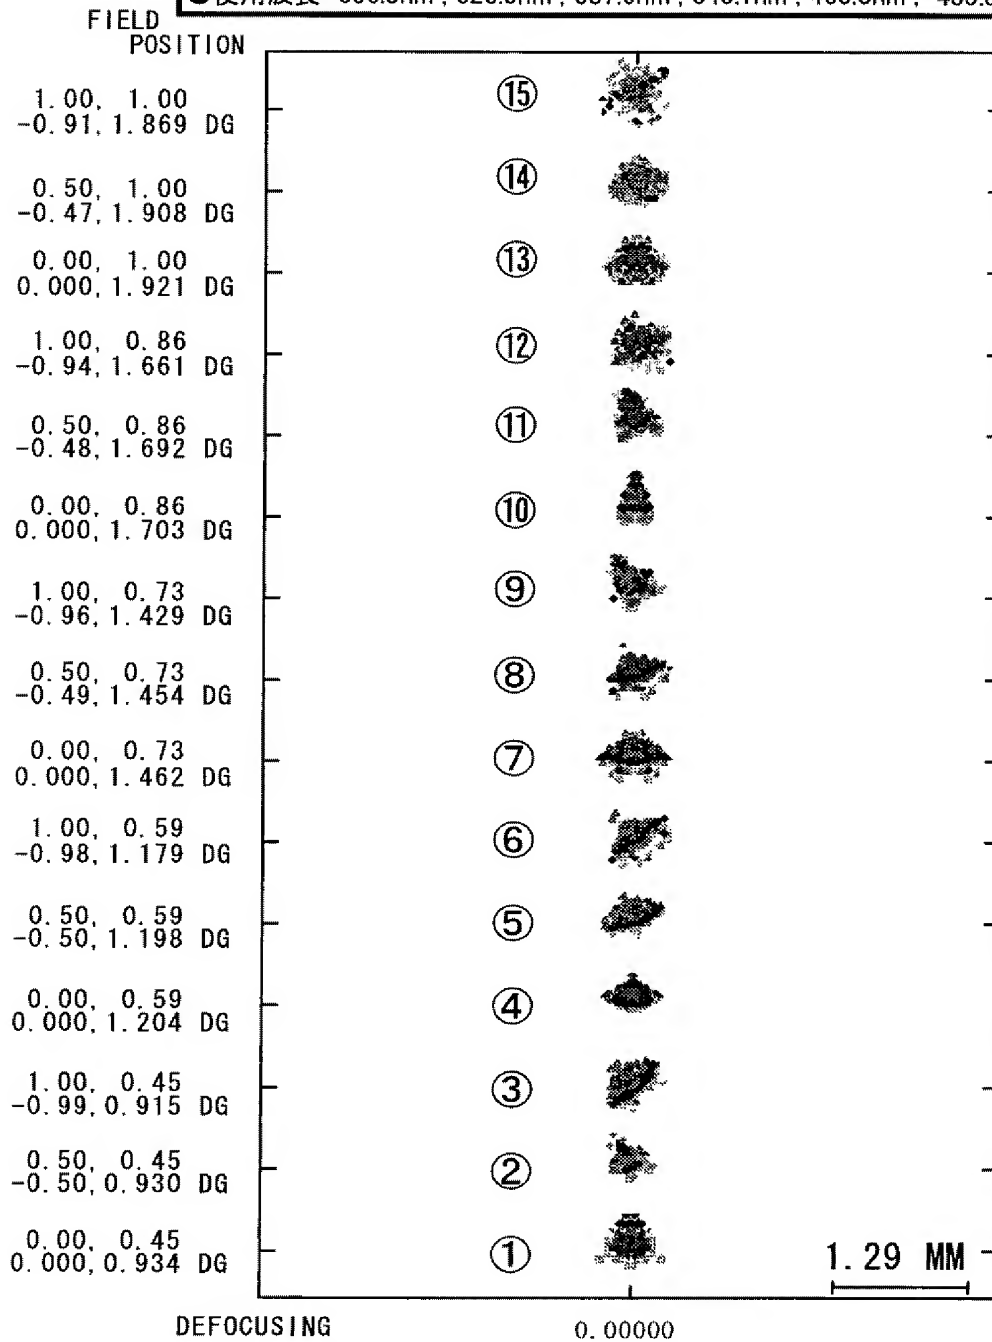 ●使用波長
FIELD
POSITION
1.00, 1.00
-0.91, 1.869 DG
⑮
0.50, 1.00
-0.47, 1.908 DG
⑭
0.00, 1.00
0.000, 1.921 DG
⑬
1.00, 0.86
-0.94, 1.661 DG
⑫
0.50, 0.86
-0.48, 1.692 DG
⑪
0.00, 0.86
0.000, 1.703 DG
⑩
1.00, 0.73
-0.96, 1.429 DG
⑨
0.50, 0.73
-0.49, 1.454 DG
⑧
0.00, 0.73
0.000, 1.462 DG
⑦
1.00, 0.59
-0.98, 1.179 DG
⑥
0.50, 0.59
-0.50, 1.198 DG
⑤
0.00, 0.59
0.000, 1.204 DG
④
1.00, 0.45
-0.99, 0.915 DG
③
0.50, 0.45
-0.50, 0.930 DG
②
0.00, 0.45
0.000, 0.934 DG
①
1.29 MM
DEFOCUSING
0.00000